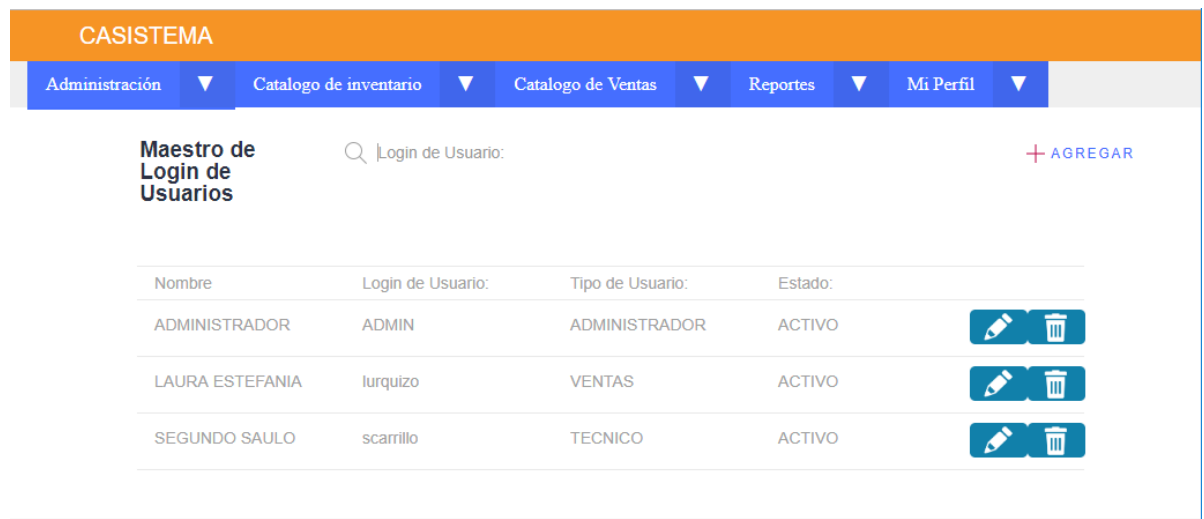 CASISTEMA
Administración ▼ Catalogo de inventario ▼ Catalogo de Ventas ▼ Reportes ▼ Mi Perfil ▼
Maestro de
Login de
Usuarios
Login de Usuario:
AGREGAR
Nombre Login de Usuario: Tipo de Usuario: Estado:
ADMINISTRADOR ADMIN ADMINISTRADOR ACTIVO
LAURA ESTEFANIA lurquizo VENTAS ACTIVO
SEGUNDO SAULO scarrillo TECNICO ACTIVO